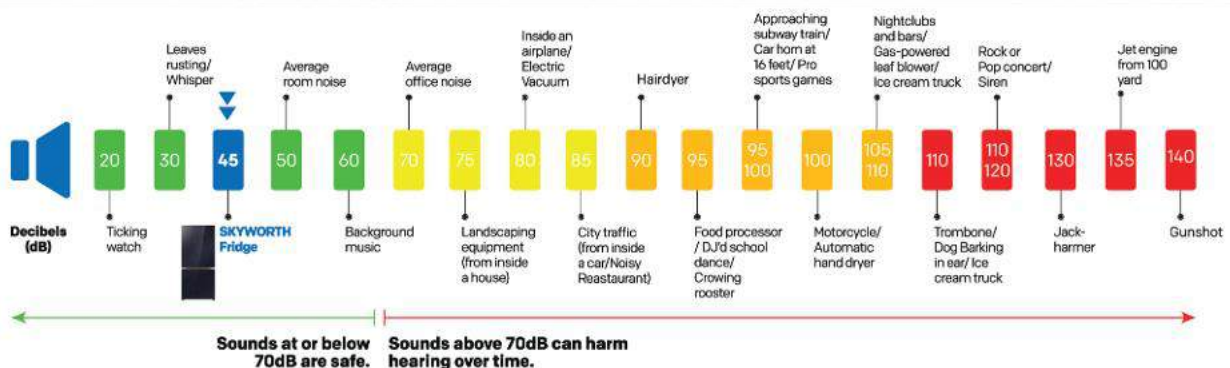 Leaves
rusting/
Whisper
Average
room noise
Average
office noise
Inside an
airplane/
Electric
Vacuum
Hairdyer
Approaching
subway train/
Car horn at
16 feet/ Pro
sports games
Nightclubs
and bars/
Gas-powered
leaf blower/
Ice cream truck
Rock or
Pop concert/
Siren
Jet engine
from 100
yard
20
30
45
50
60
70
75
80
85
90
95
95
100
100
105
110
110
110
120
130
135
140
Decibels
(dB)
Ticking
watch
SKYWORTH
Fridge
Background
music
Landscaping
equipment
(from inside
a house)
City traffic
(from inside
a car/Noisy
Reastaurant)
Food processor
/ DJ'd school
dance/
Crowing
rooster
Motorcycle/
Automatic
hand dryer
Trombone/
Dog Barking
in ear/ Ice
cream truck
Jack-
harmer
Gunshot
Sounds at or below
70dB are safe.
Sounds above 70dB can harm
hearing over time.